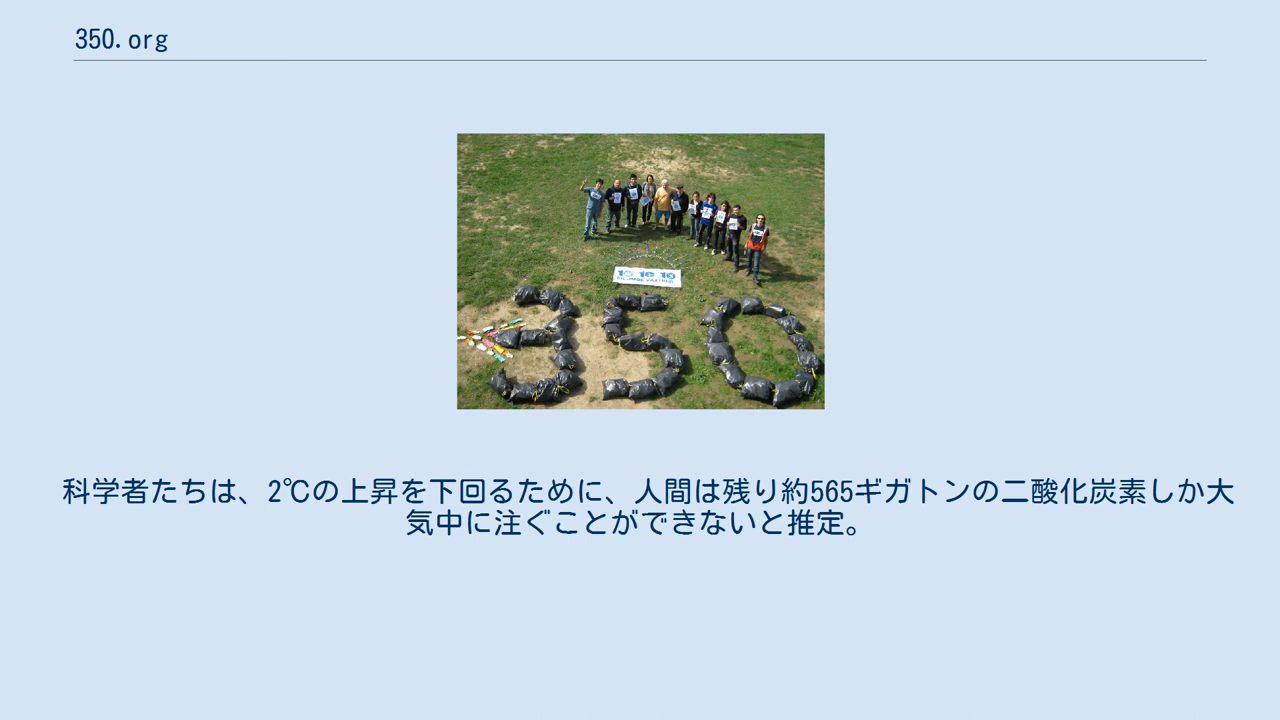 350.org
10 10 10
科学者たちは、2℃の上昇を下回るために、人間は残り約565ギガトンの二酸化炭素しか大
気中に注ぐことができないと推定。